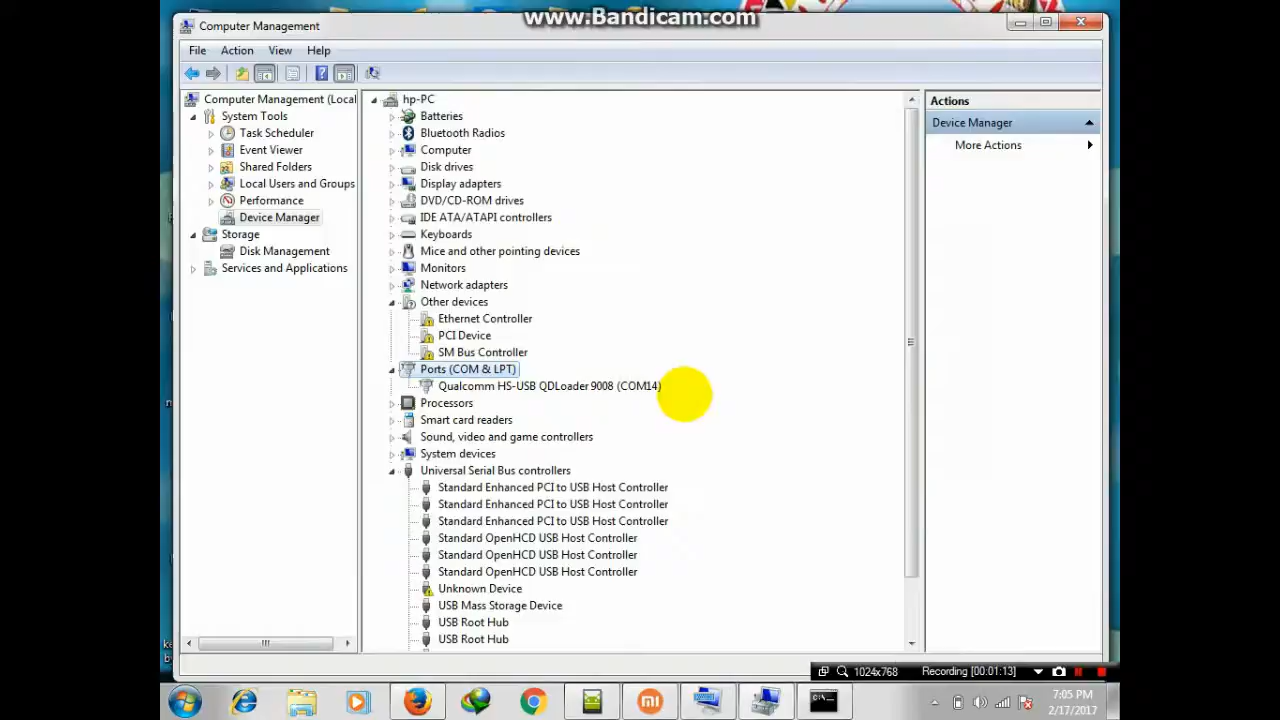 www.Bandicam.com
Computer Management
File Action View Help
Computer Management (Local
System Tools
Task Scheduler
Event Viewer
Shared Folders
Local Users and Groups
Performance
Device Manager
Storage
Disk Management
Services and Applications
hp-PC
Batteries
Bluetooth Radios
Computer
Disk drives
Display adapters
DVD/CD-ROM drives
IDE ATA/ATAPI controllers
Keyboards
Mice and other pointing devices
Monitors
Network adapters
Other devices
Ethernet Controller
PCI Device
SM Bus Controller
Ports (COM & LPT)
Qualcomm HS-USB QDLoader 9008 (COM14)
Processors
Smart card readers
Sound, video and game controllers
System devices
Universal Serial Bus controllers
Standard Enhanced PCI to USB Host Controller
Standard Enhanced PCI to USB Host Controller
Standard Enhanced PCI to USB Host Controller
Standard OpenHCD USB Host Controller
Standard OpenHCD USB Host Controller
Standard OpenHCD USB Host Controller
Unknown Device
USB Mass Storage Device
USB Root Hub
USB Root Hub
Actions
Device Manager
More Actions
1024x768 Recording [00:01:13]
7:05 PM
2/17/2017